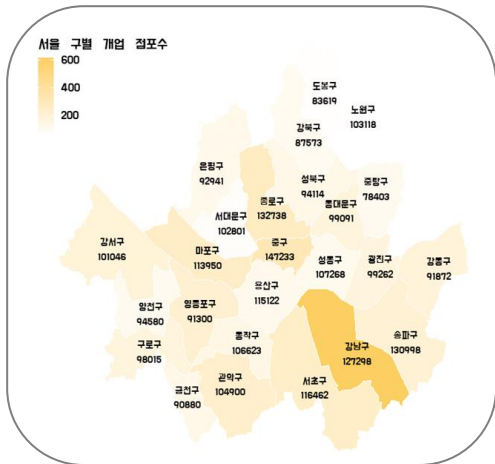 서울 구별 개업 점포수
600
400
200
도봉구
83619
노원구
103118
강북구
87573
은평구
92941
성북구
94114
중랑구
78403
종로구
132738
동대문구
99091
서대문구
102801
강서구
101046
마포구
113950
중구
147233
성동구
107268
광진구
99262
강동구
91872
용산구
115122
양천구
94580
영등포구
91300
동작구
106623
강남구
127298
송파구
130998
구로구
98015
금천구
90880
관악구
104900
서초구
116462